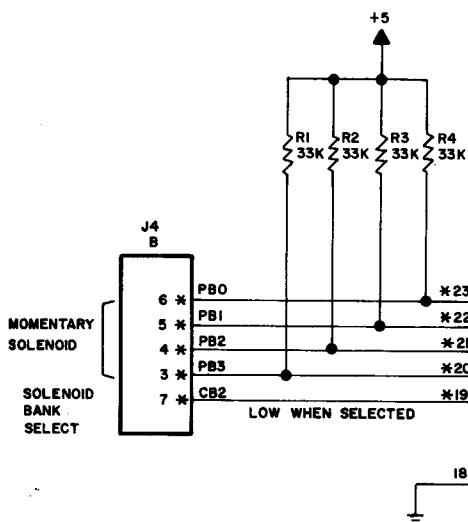 +5
R1 R2 R3 R4
33K 33K 33K 33K
J4
B
6 * PB0 *23
5 * PB1 *22
4 * PB2 *21
3 * PB3 *20
7 * CB2 *19
MOMENTARY
SOLENOID
SOLENOID
BANK
SELECT
LOW WHEN SELECTED
18